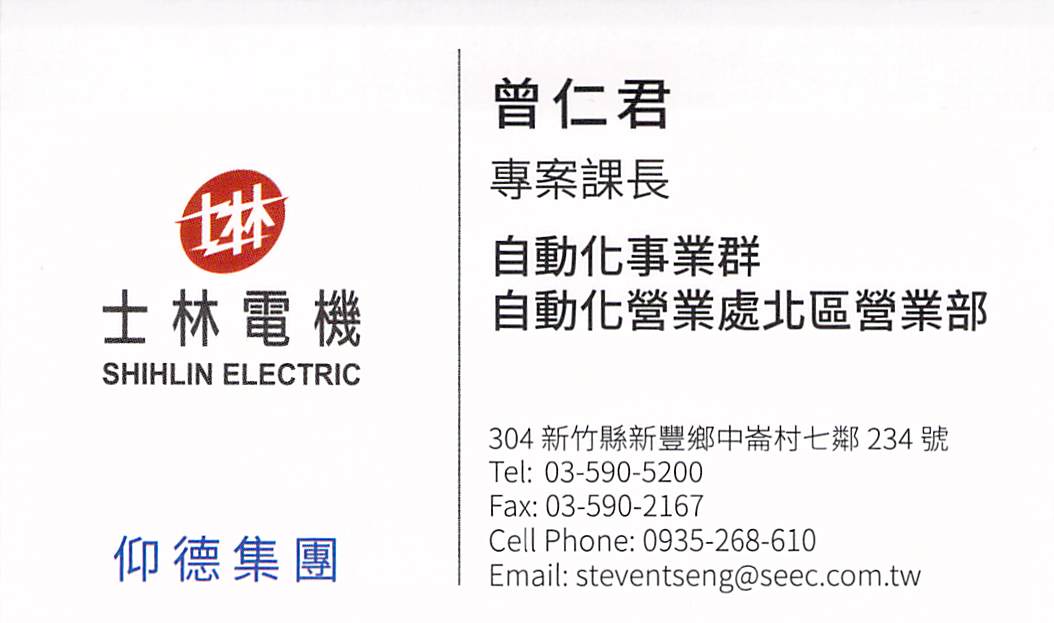 士林
士林電機
SHIHLIN ELECTRIC
仰德集團
曾仁君
專案課長
自動化事業群
自動化營業處北區營業部
304 新竹縣新豐鄉中崙村七鄰 234 號
Tel: 03-590-5200
Fax: 03-590-2167
Cell Phone: 0935-268-610
Email: steventseng@seec.com.tw